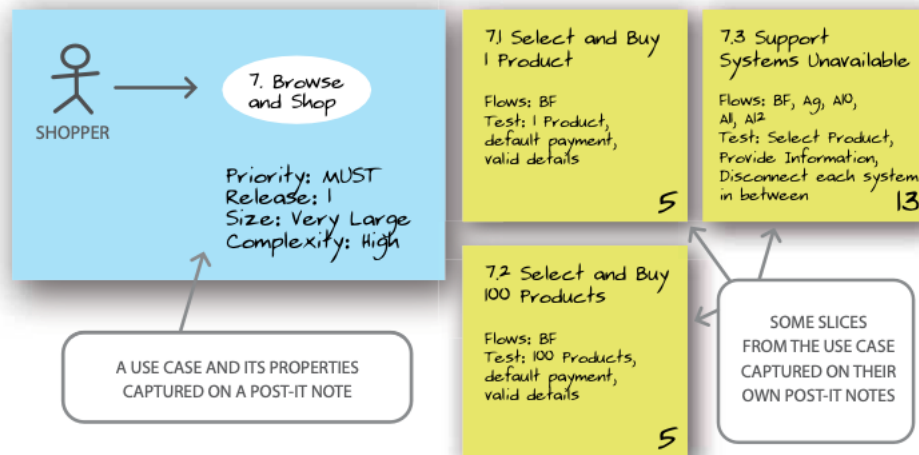 SHOPPER
7. Browse
and Shop
Priority: MUST
Release: 1
Size: Very Large
Complexity: High
A USE CASE AND ITS PROPERTIES
CAPTURED ON A POST-IT NOTE
7.1 Select and Buy
1 Product
Flows: BF
Test: 1 Product,
default payment,
valid details
5
7.2 Select and Buy
100 Products
Flows: BF
Test: 100 Products,
default payment,
valid details
5
7.3 Support
Systems Unavailable
Flows: BF, A9, A10,
A11, A12
Test: Select Product,
Provide Information,
Disconnect each system
in between
13
SOME SLICES
FROM THE USE CASE
CAPTURED ON THEIR
OWN POST-IT NOTES